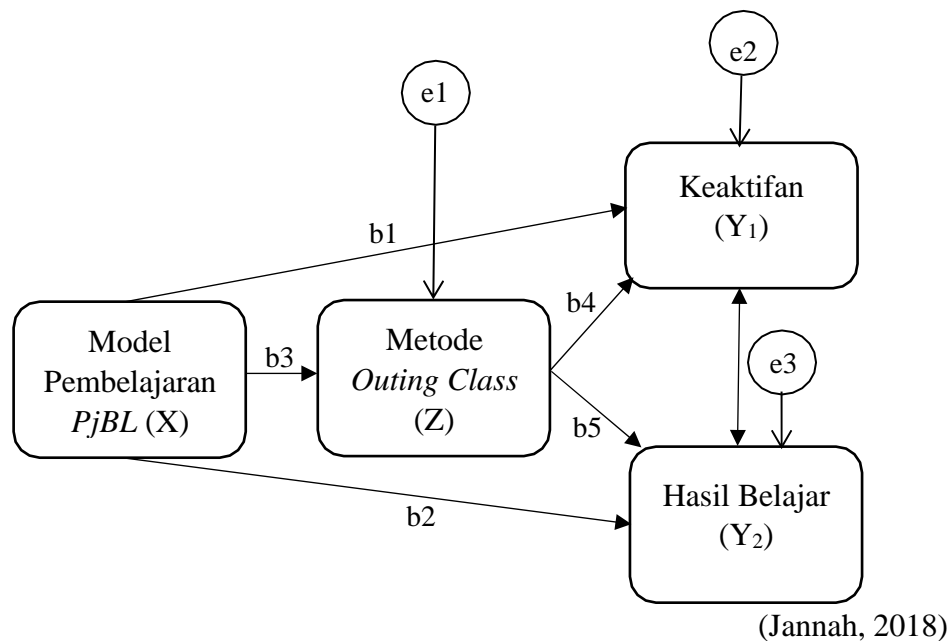 e2
e1
Keaktifan
(Y₁)
b1
b4
Model
Pembelajaran
PjBL (X)
b3
Metode
Outing Class
(Z)
e3
b5
Hasil Belajar
(Y₂)
b2
(Jannah, 2018)